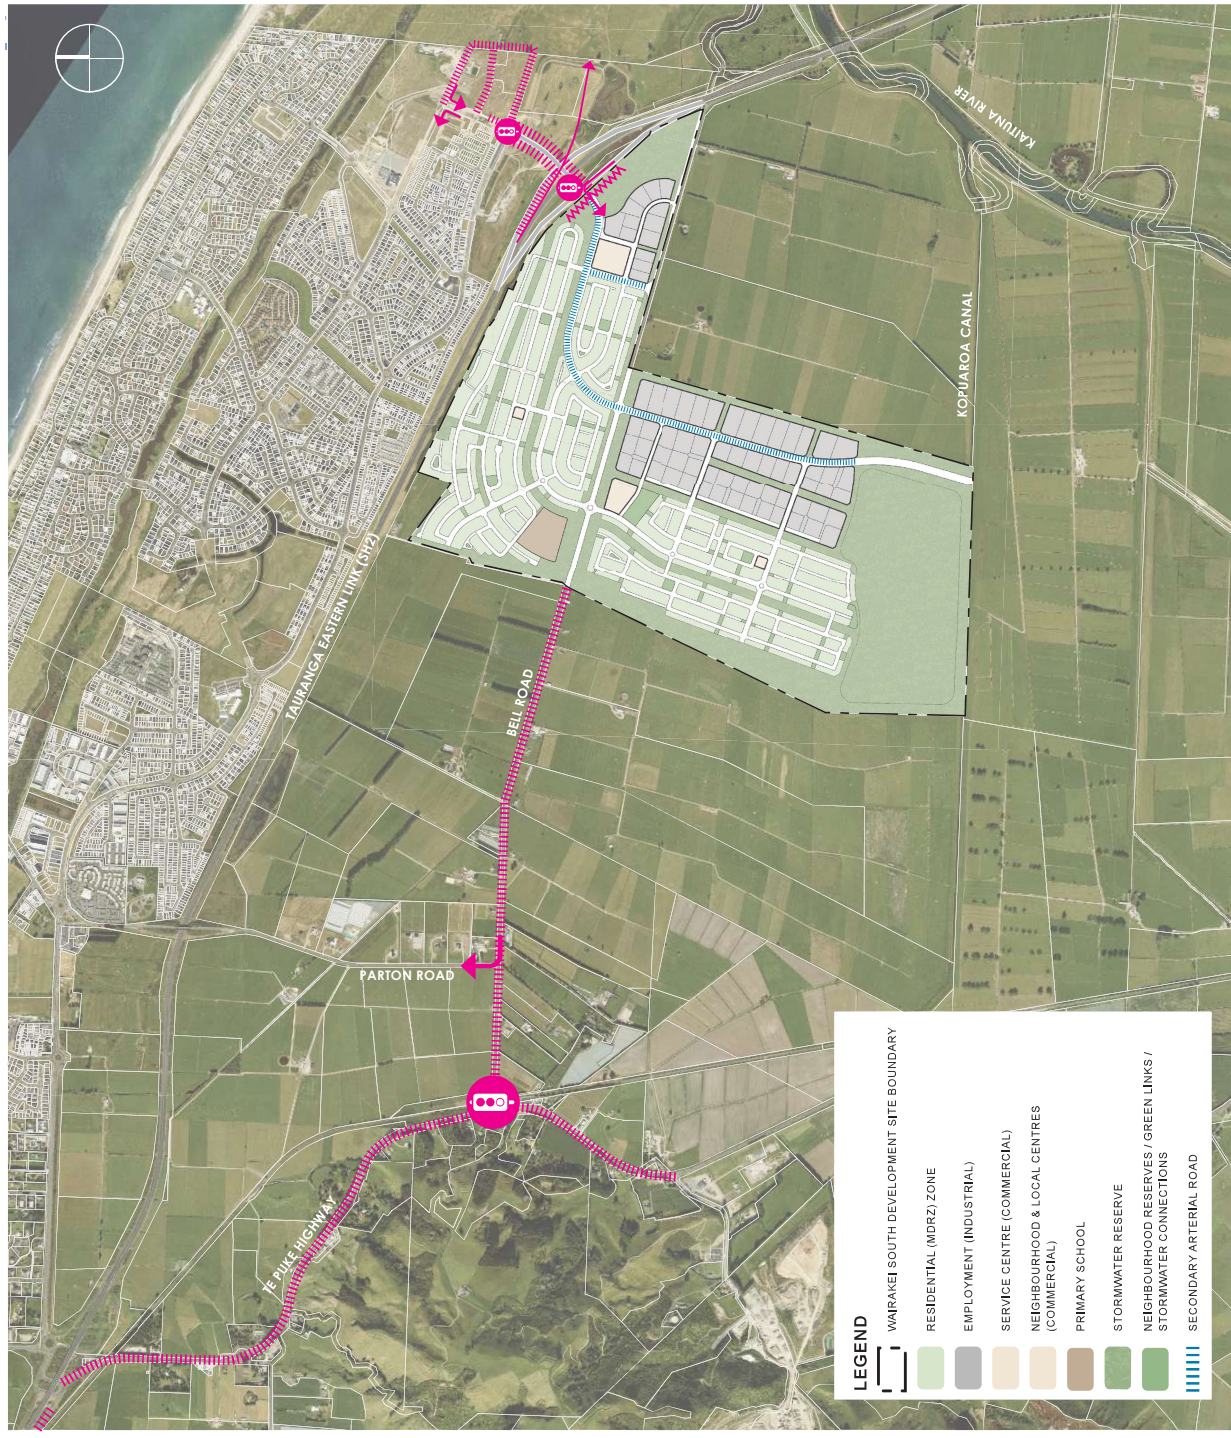 KAITUNA RIVER
KOPUAROA CANAL
TAURANGA EASTERN LINK (SH2)
BELL ROAD
PARTON ROAD
TE PUKE HIGHWAY
LEGEND
WAIRAKEI SOUTH DEVELOPMENT SITE BOUNDARY
RESIDENTIAL (MDRZ) ZONE
EMPLOYMENT (INDUSTRIAL)
SERVICE CENTRE (COMMERCIAL)
NEIGHBOURHOOD & LOCAL CENTRES
(COMMERCIAL)
PRIMARY SCHOOL
STORMWATER RESERVE
NEIGHBOURHOOD RESERVES / GREEN LINKS /
STORMWATER CONNECTIONS
SECONDARY ARTERIAL ROAD